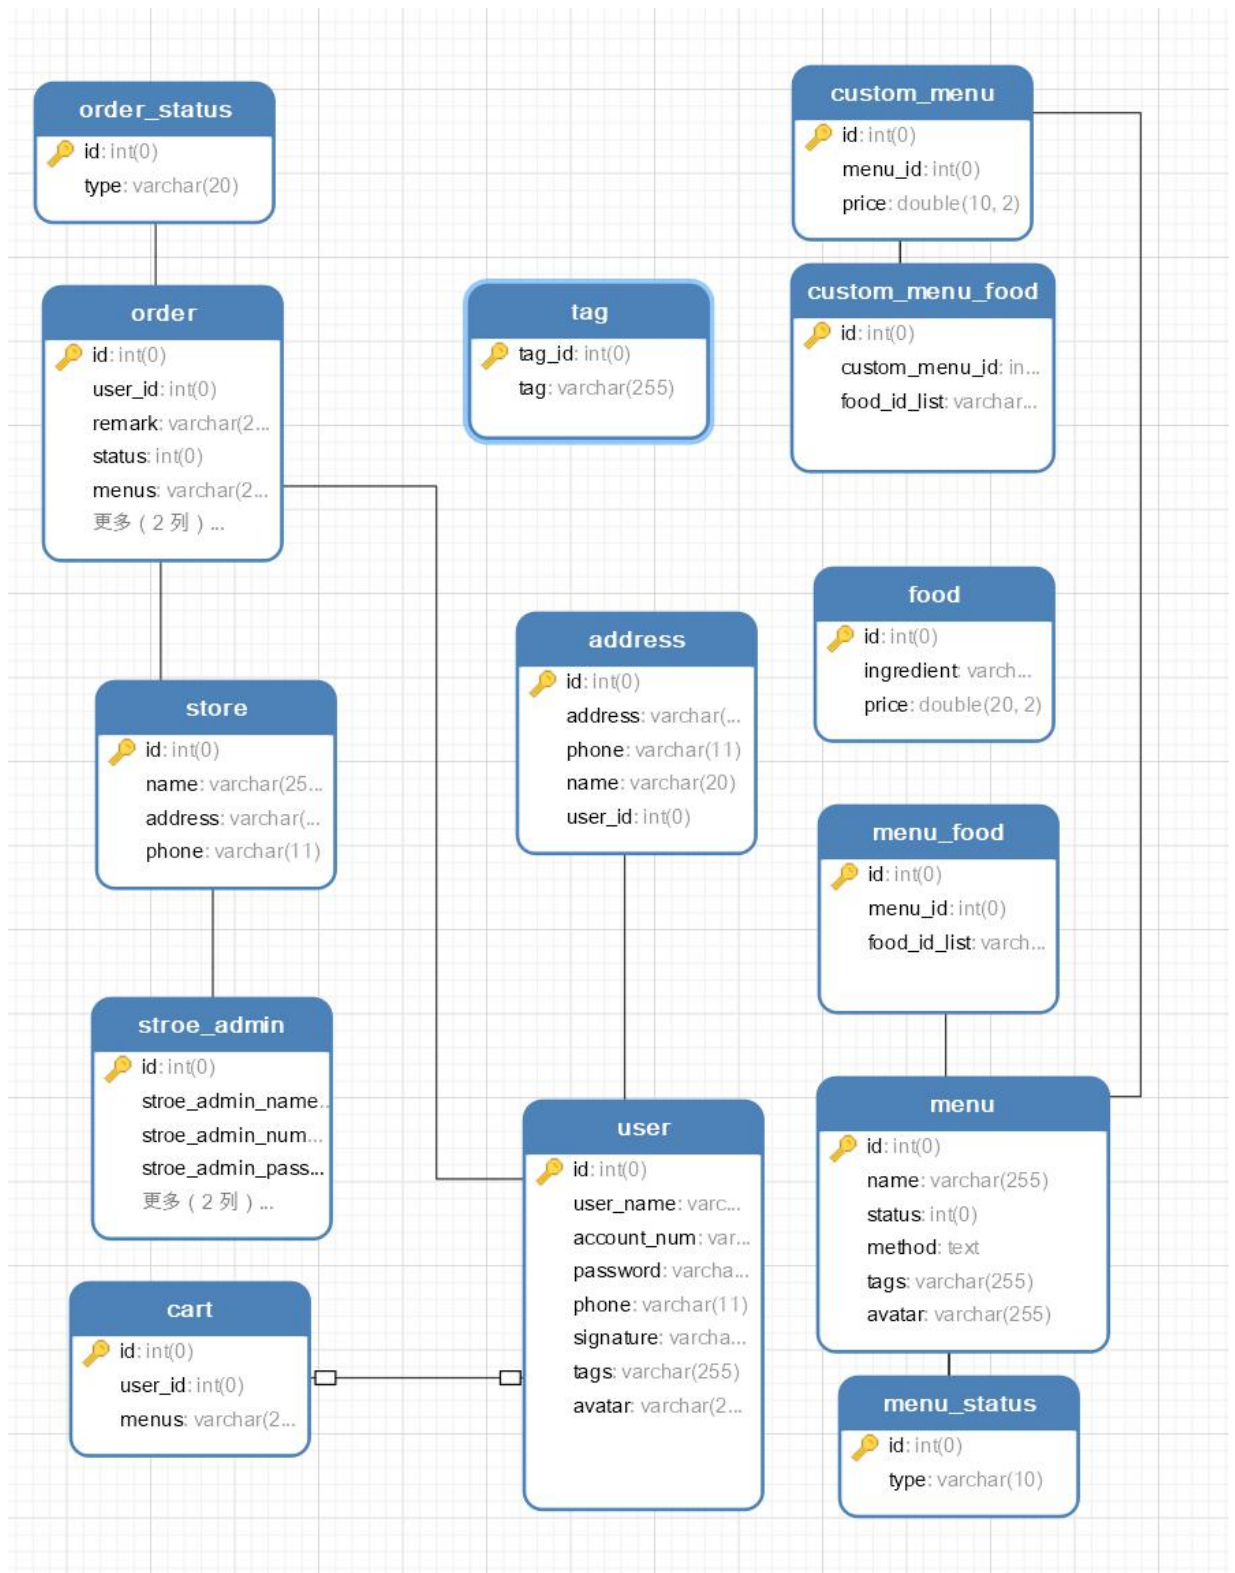 order_status
id: int(0)
type: varchar(20)
order
id: int(0)
user_id: int(0)
remark: varchar(2...
status: int(0)
menus: varchar(2...
更多 ( 2 列 ) ...
store
id: int(0)
name: varchar(25...
address: varchar(...
phone: varchar(11)
stroe_admin
id: int(0)
stroe_admin_name...
stroe_admin_num...
stroe_admin_pass...
更多 ( 2 列 ) ...
cart
id: int(0)
user_id: int(0)
menus: varchar(2...
tag
tag_id: int(0)
tag: varchar(255)
address
id: int(0)
address: varchar(...
phone: varchar(11)
name: varchar(20)
user_id: int(0)
user
id: int(0)
user_name: varc...
account_num: var...
password: varcha...
phone: varchar(11)
signature: varcha...
tags: varchar(255)
avatar: varchar(2...
custom_menu
id: int(0)
menu_id: int(0)
price: double(10, 2)
custom_menu_food
id: int(0)
custom_menu_id: in...
food_id_list: varchar...
food
id: int(0)
ingredient: varch...
price: double(20, 2)
menu_food
id: int(0)
menu_id: int(0)
food_id_list: varch...
menu
id: int(0)
name: varchar(255)
status: int(0)
method: text
tags: varchar(255)
avatar: varchar(255)
menu_status
id: int(0)
type: varchar(10)